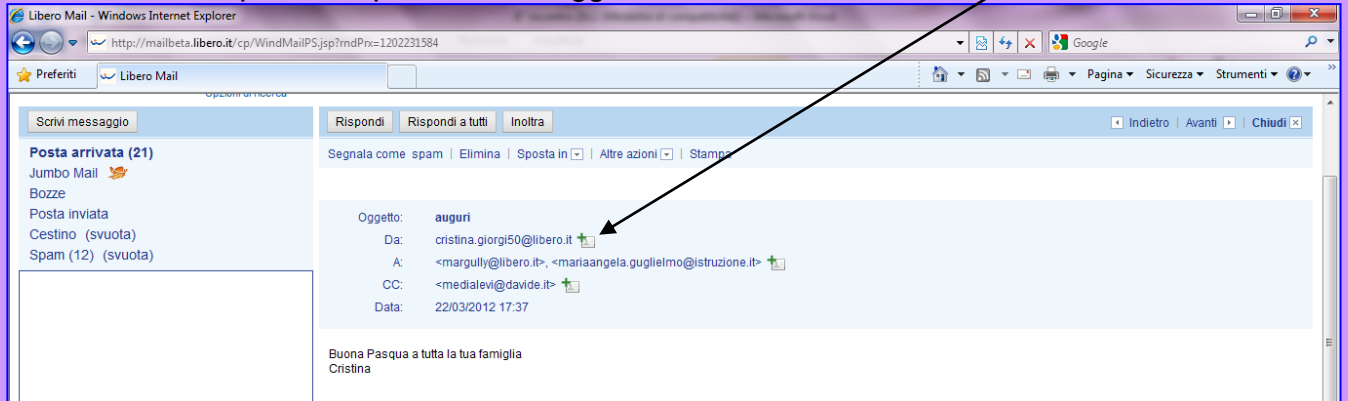 Libero Mail - Windows Internet Explorer
http://mailbeta.libero.it/cp/WindMailPS.jsp?rndPrx=1202231584
Google
Preferiti Libero Mail
Pagina Sicurezza Strumenti
Scrivi messaggio
Rispondi Rispondi a tutti Inoltra
Indietro | Avanti | Chiudi
Posta arrivata (21)
Segnala come spam | Elimina | Sposta in | Altre azioni | Stampa
Jumbo Mail
Bozze
Posta inviata
Cestino (svuota)
Spam (12) (svuota)
Oggetto: auguri
Da: cristina.giorgi50@libero.it
A: <margully@libero.it>, <mariaangela.guglielmo@istruzione.it>
CC: <medialevi@davide.it>
Data: 22/03/2012 17:37
Buona Pasqua a tutta la tua famiglia
Cristina